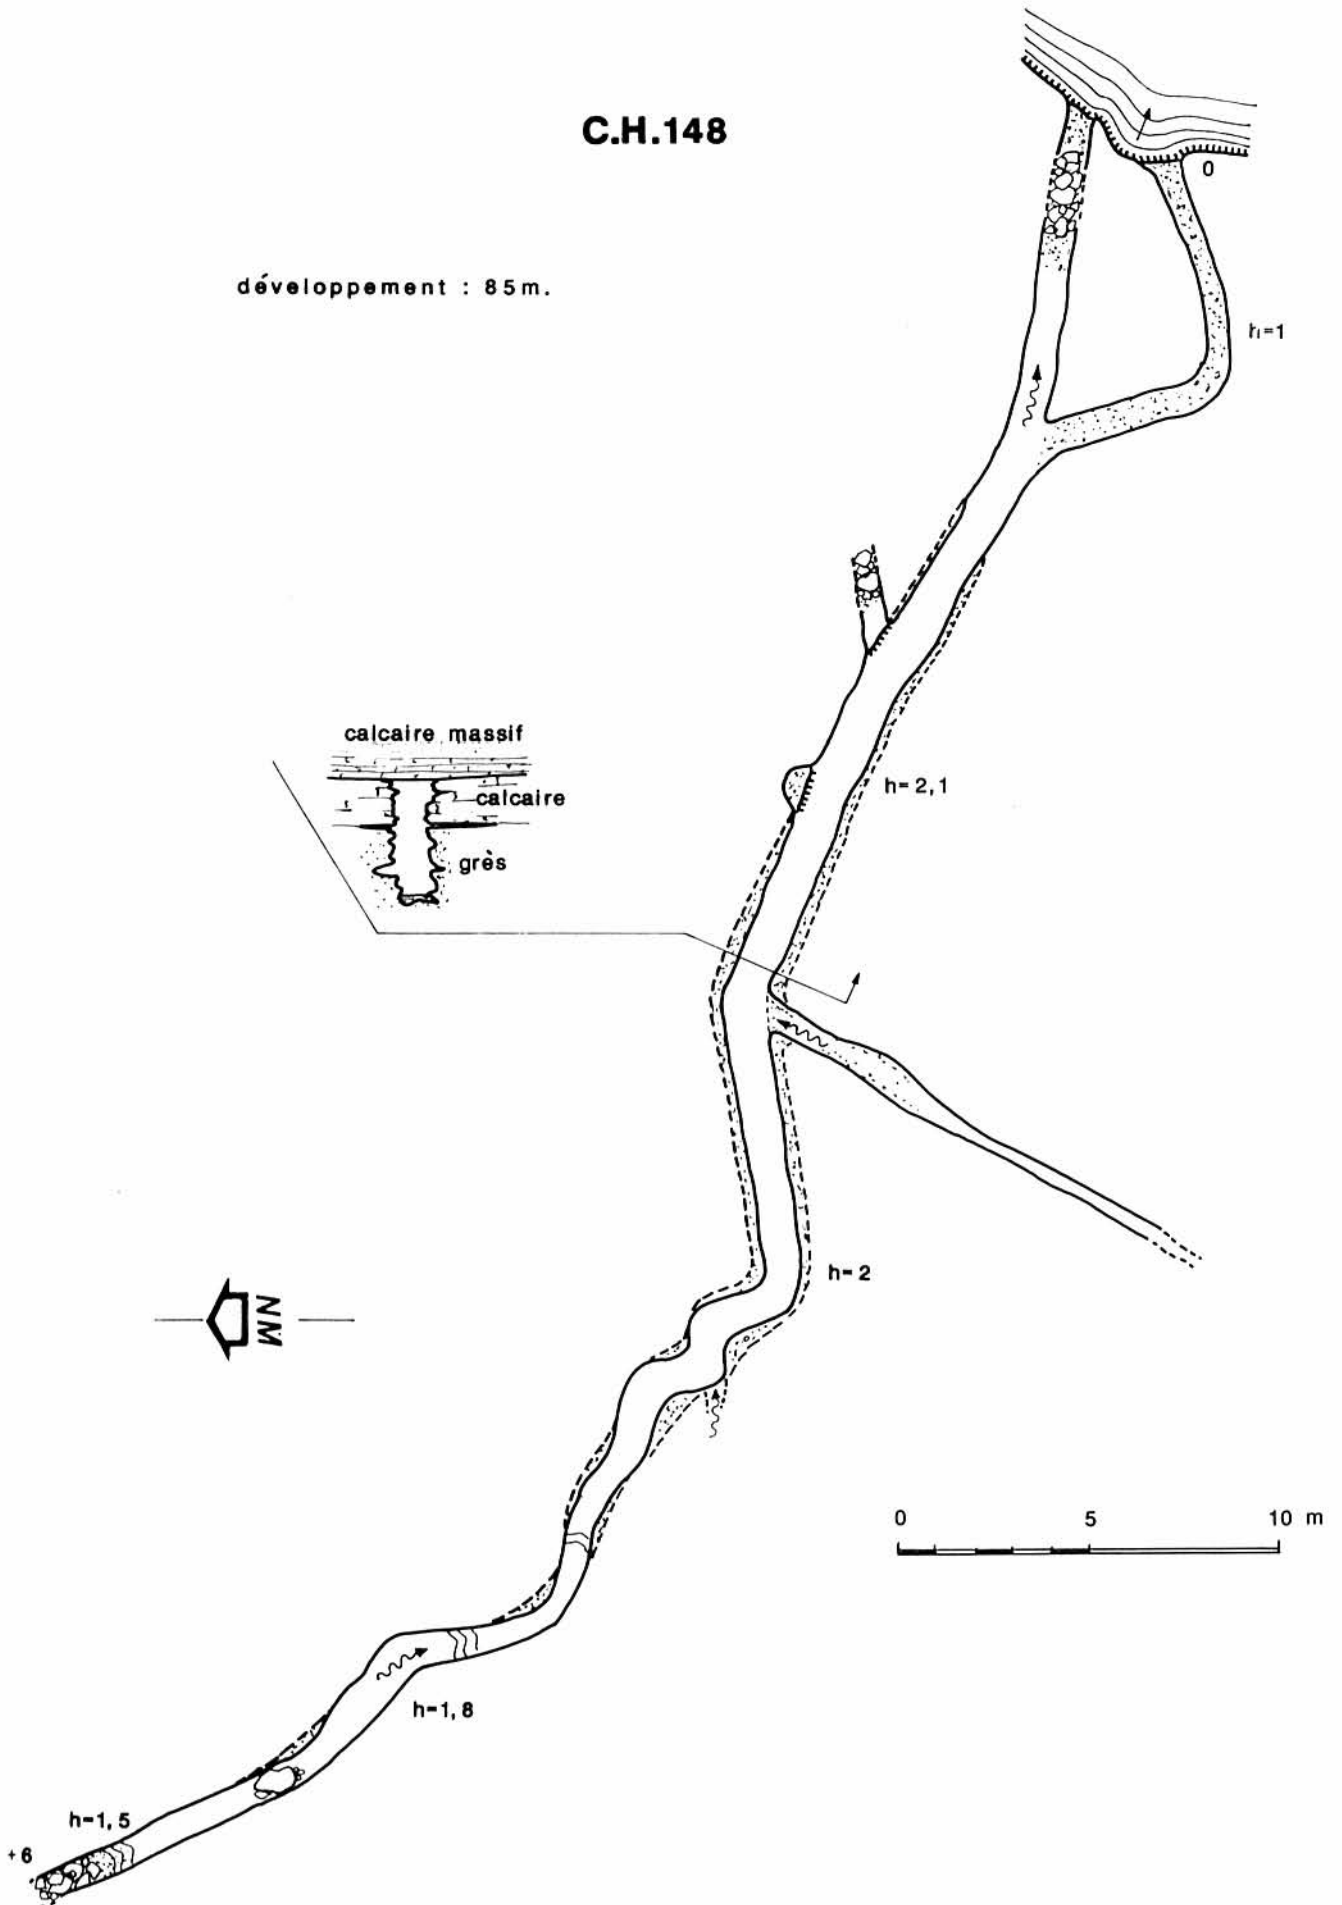 C.H.148
0
développement : 85m.
h=1
calcaire massif
calcaire
h=2,1
grès
h=2
NM
0 5 10 m
h=1,8
h=1,5
+6